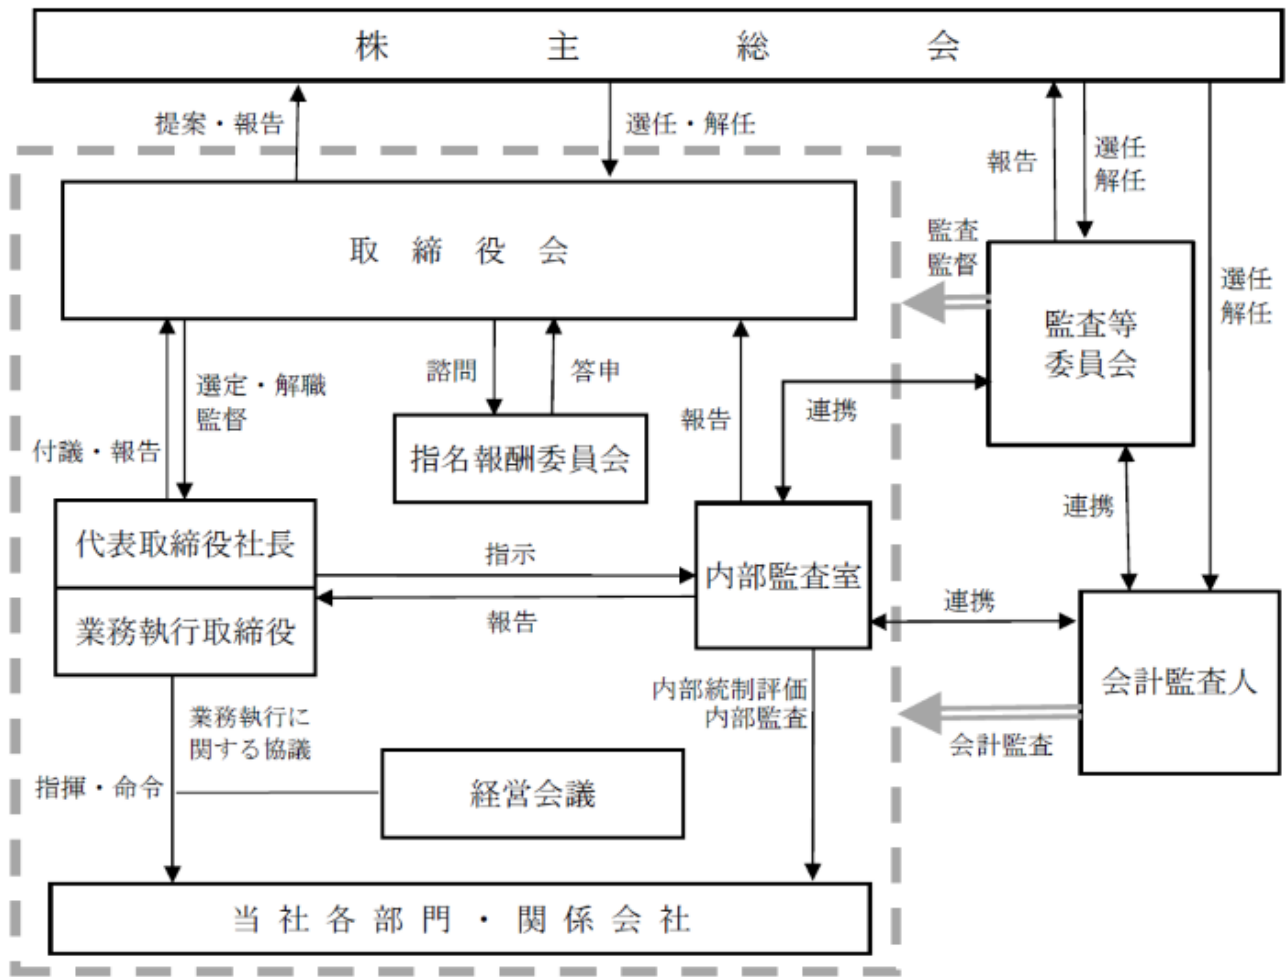 株主総会
提案・報告
選任・解任
報告
選任
解任
選任
解任
取締役会
監査
監督
監査等
委員会
付議・報告
選定・解職
監督
諮問
答申
報告
連携
指名報酬委員会
連携
代表取締役社長
業務執行取締役
指示
報告
内部監査室
連携
会計監査人
会計監査
業務執行に
関する協議
指揮・命令
内部統制評価
内部監査
経営会議
当社各部門・関係会社